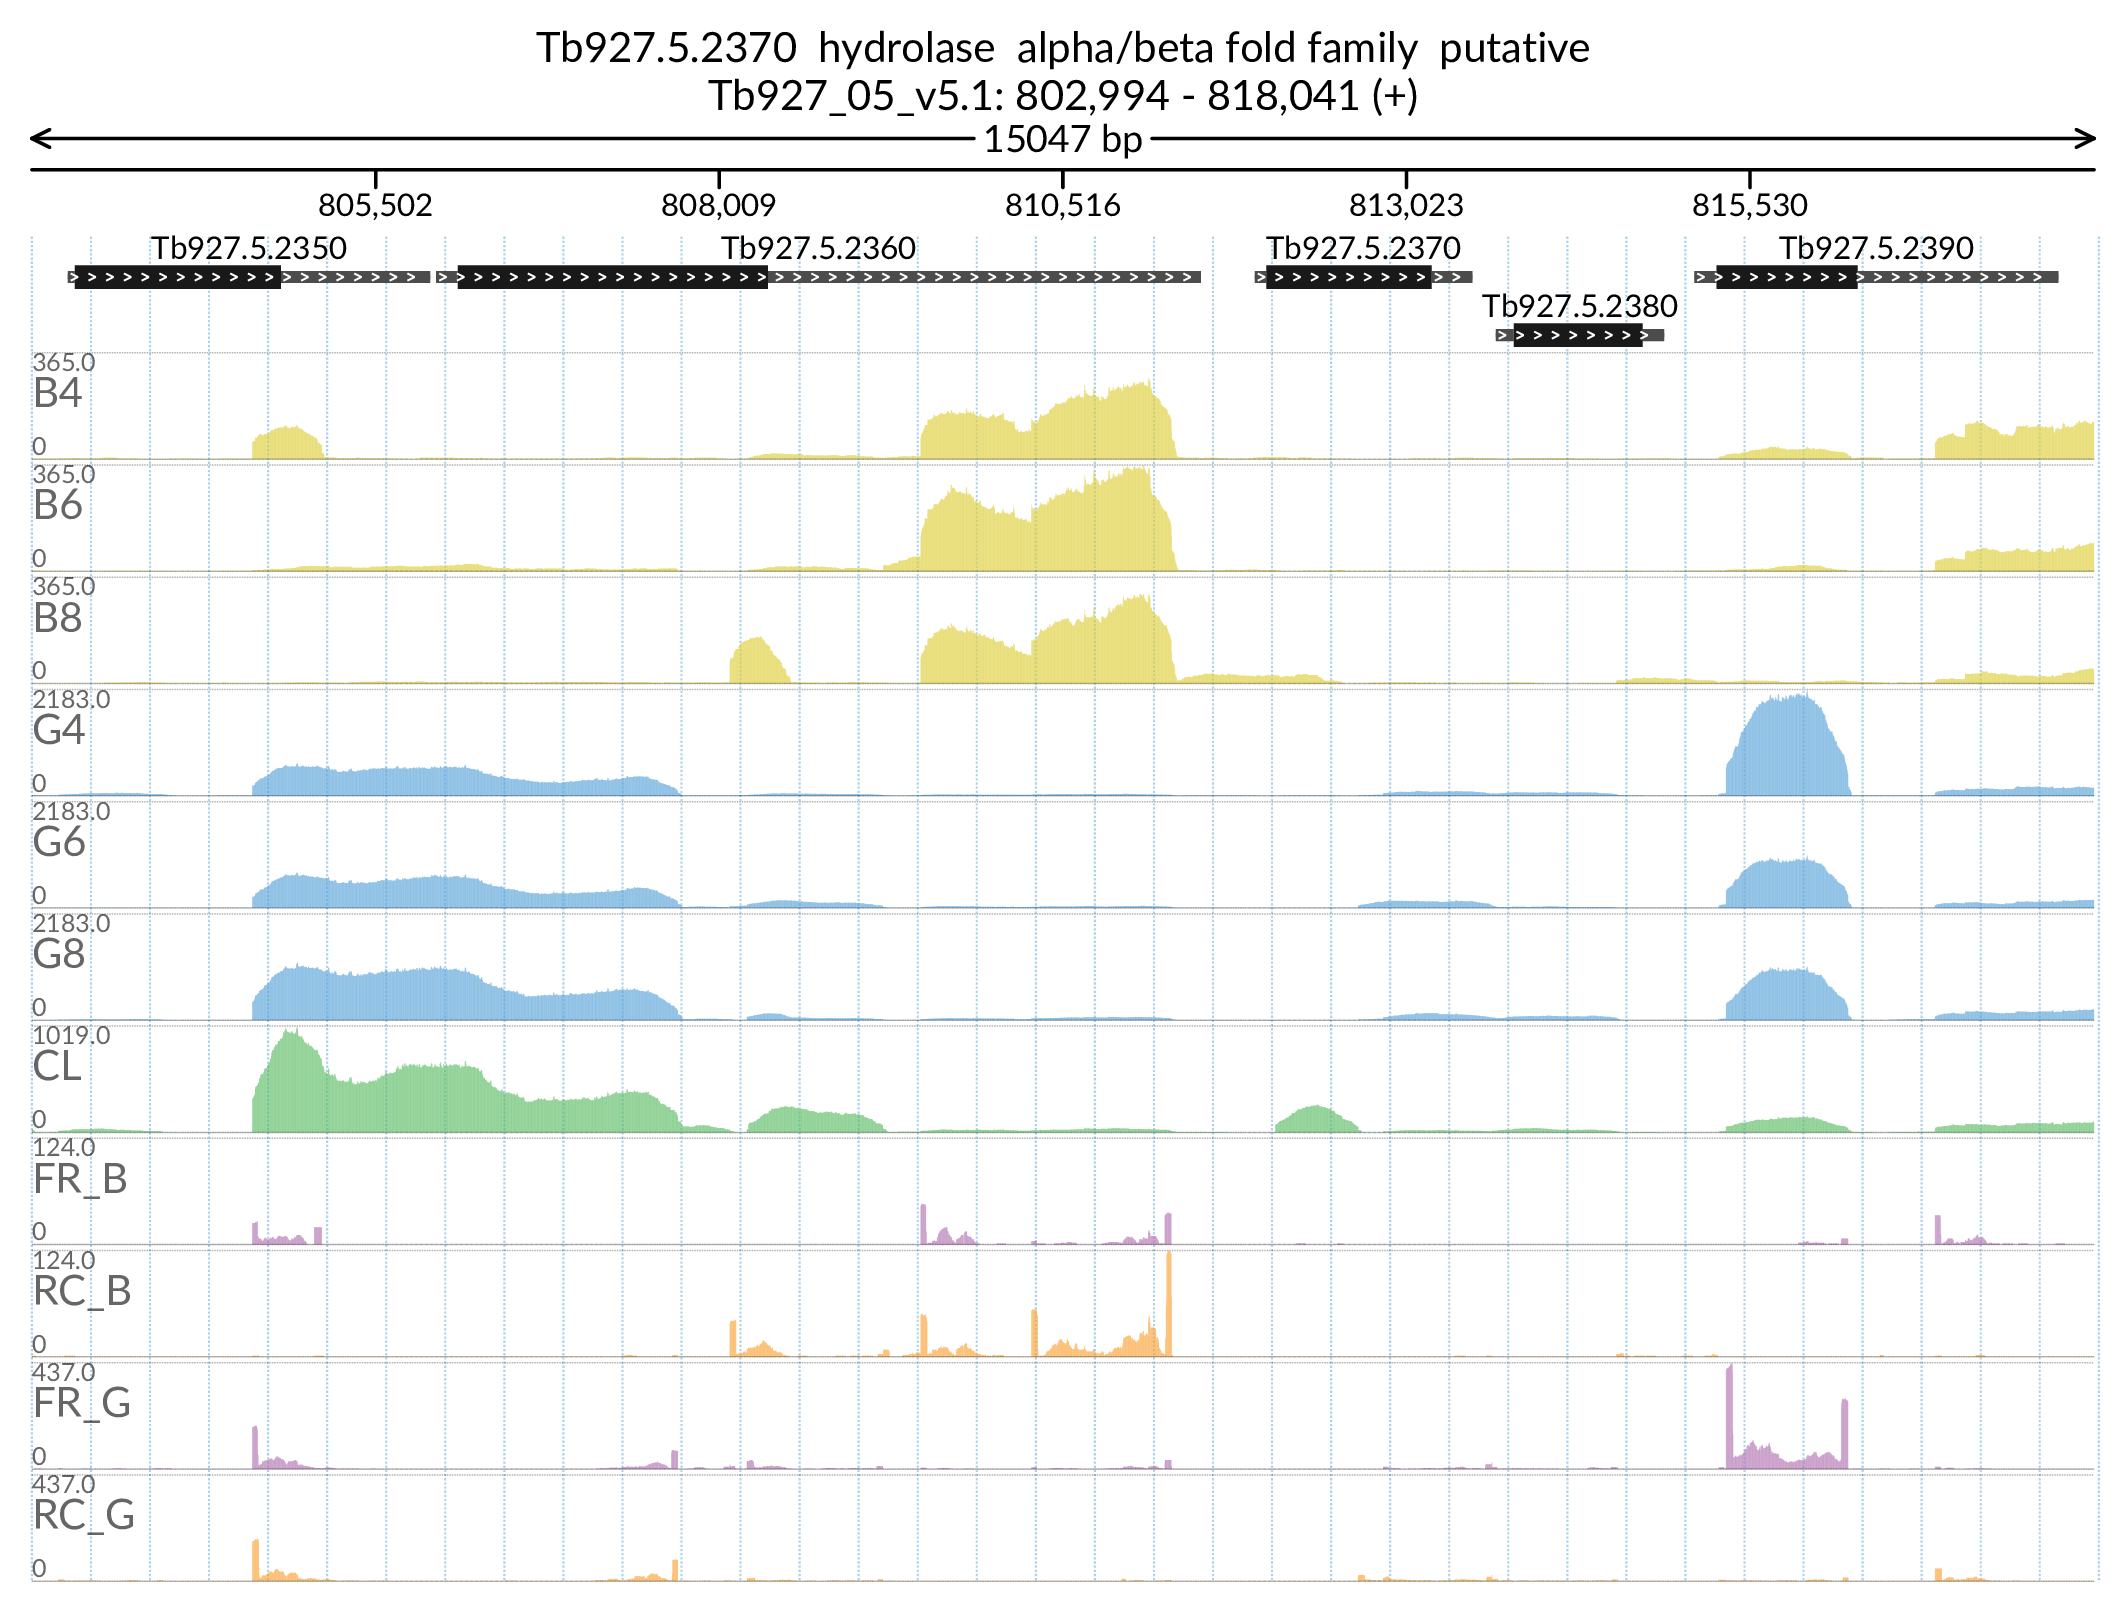 Tb927.5.2370 hydrolase alpha/beta fold family putative
Tb927_05_v5.1: 802,994 - 818,041 (+)
15047 bp
805,502 808,009 810,516 813,023 815,530
Tb927.5.2350 Tb927.5.2360 Tb927.5.2370 Tb927.5.2390
Tb927.5.2380
365.0
B4
0
365.0
B6
0
365.0
B8
0
2183.0
G4
0
2183.0
G6
0
2183.0
G8
0
1019.0
CL
0
124.0
FR_B
0
124.0
RC_B
0
437.0
FR_G
0
437.0
RC_G
0